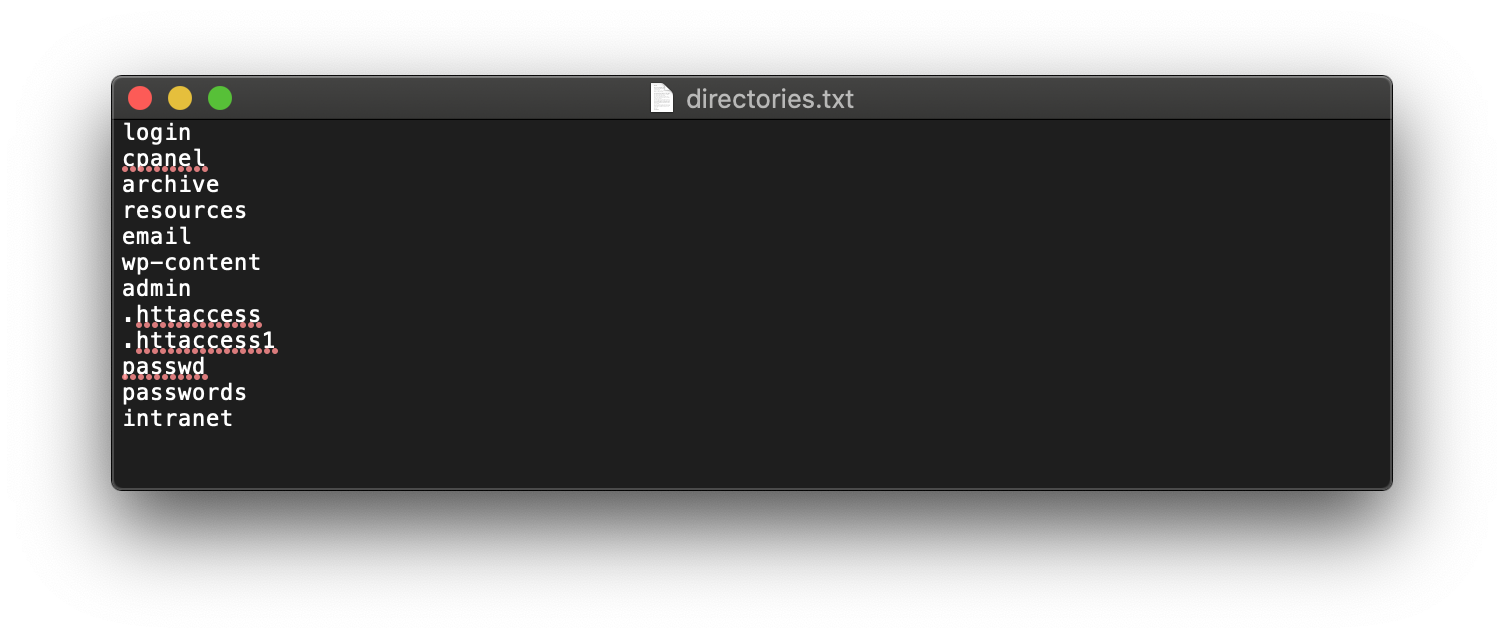 directories.txt
login
cpanel
archive
resources
email
wp-content
admin
.httaccess
.httaccess1
passwd
passwords
intranet